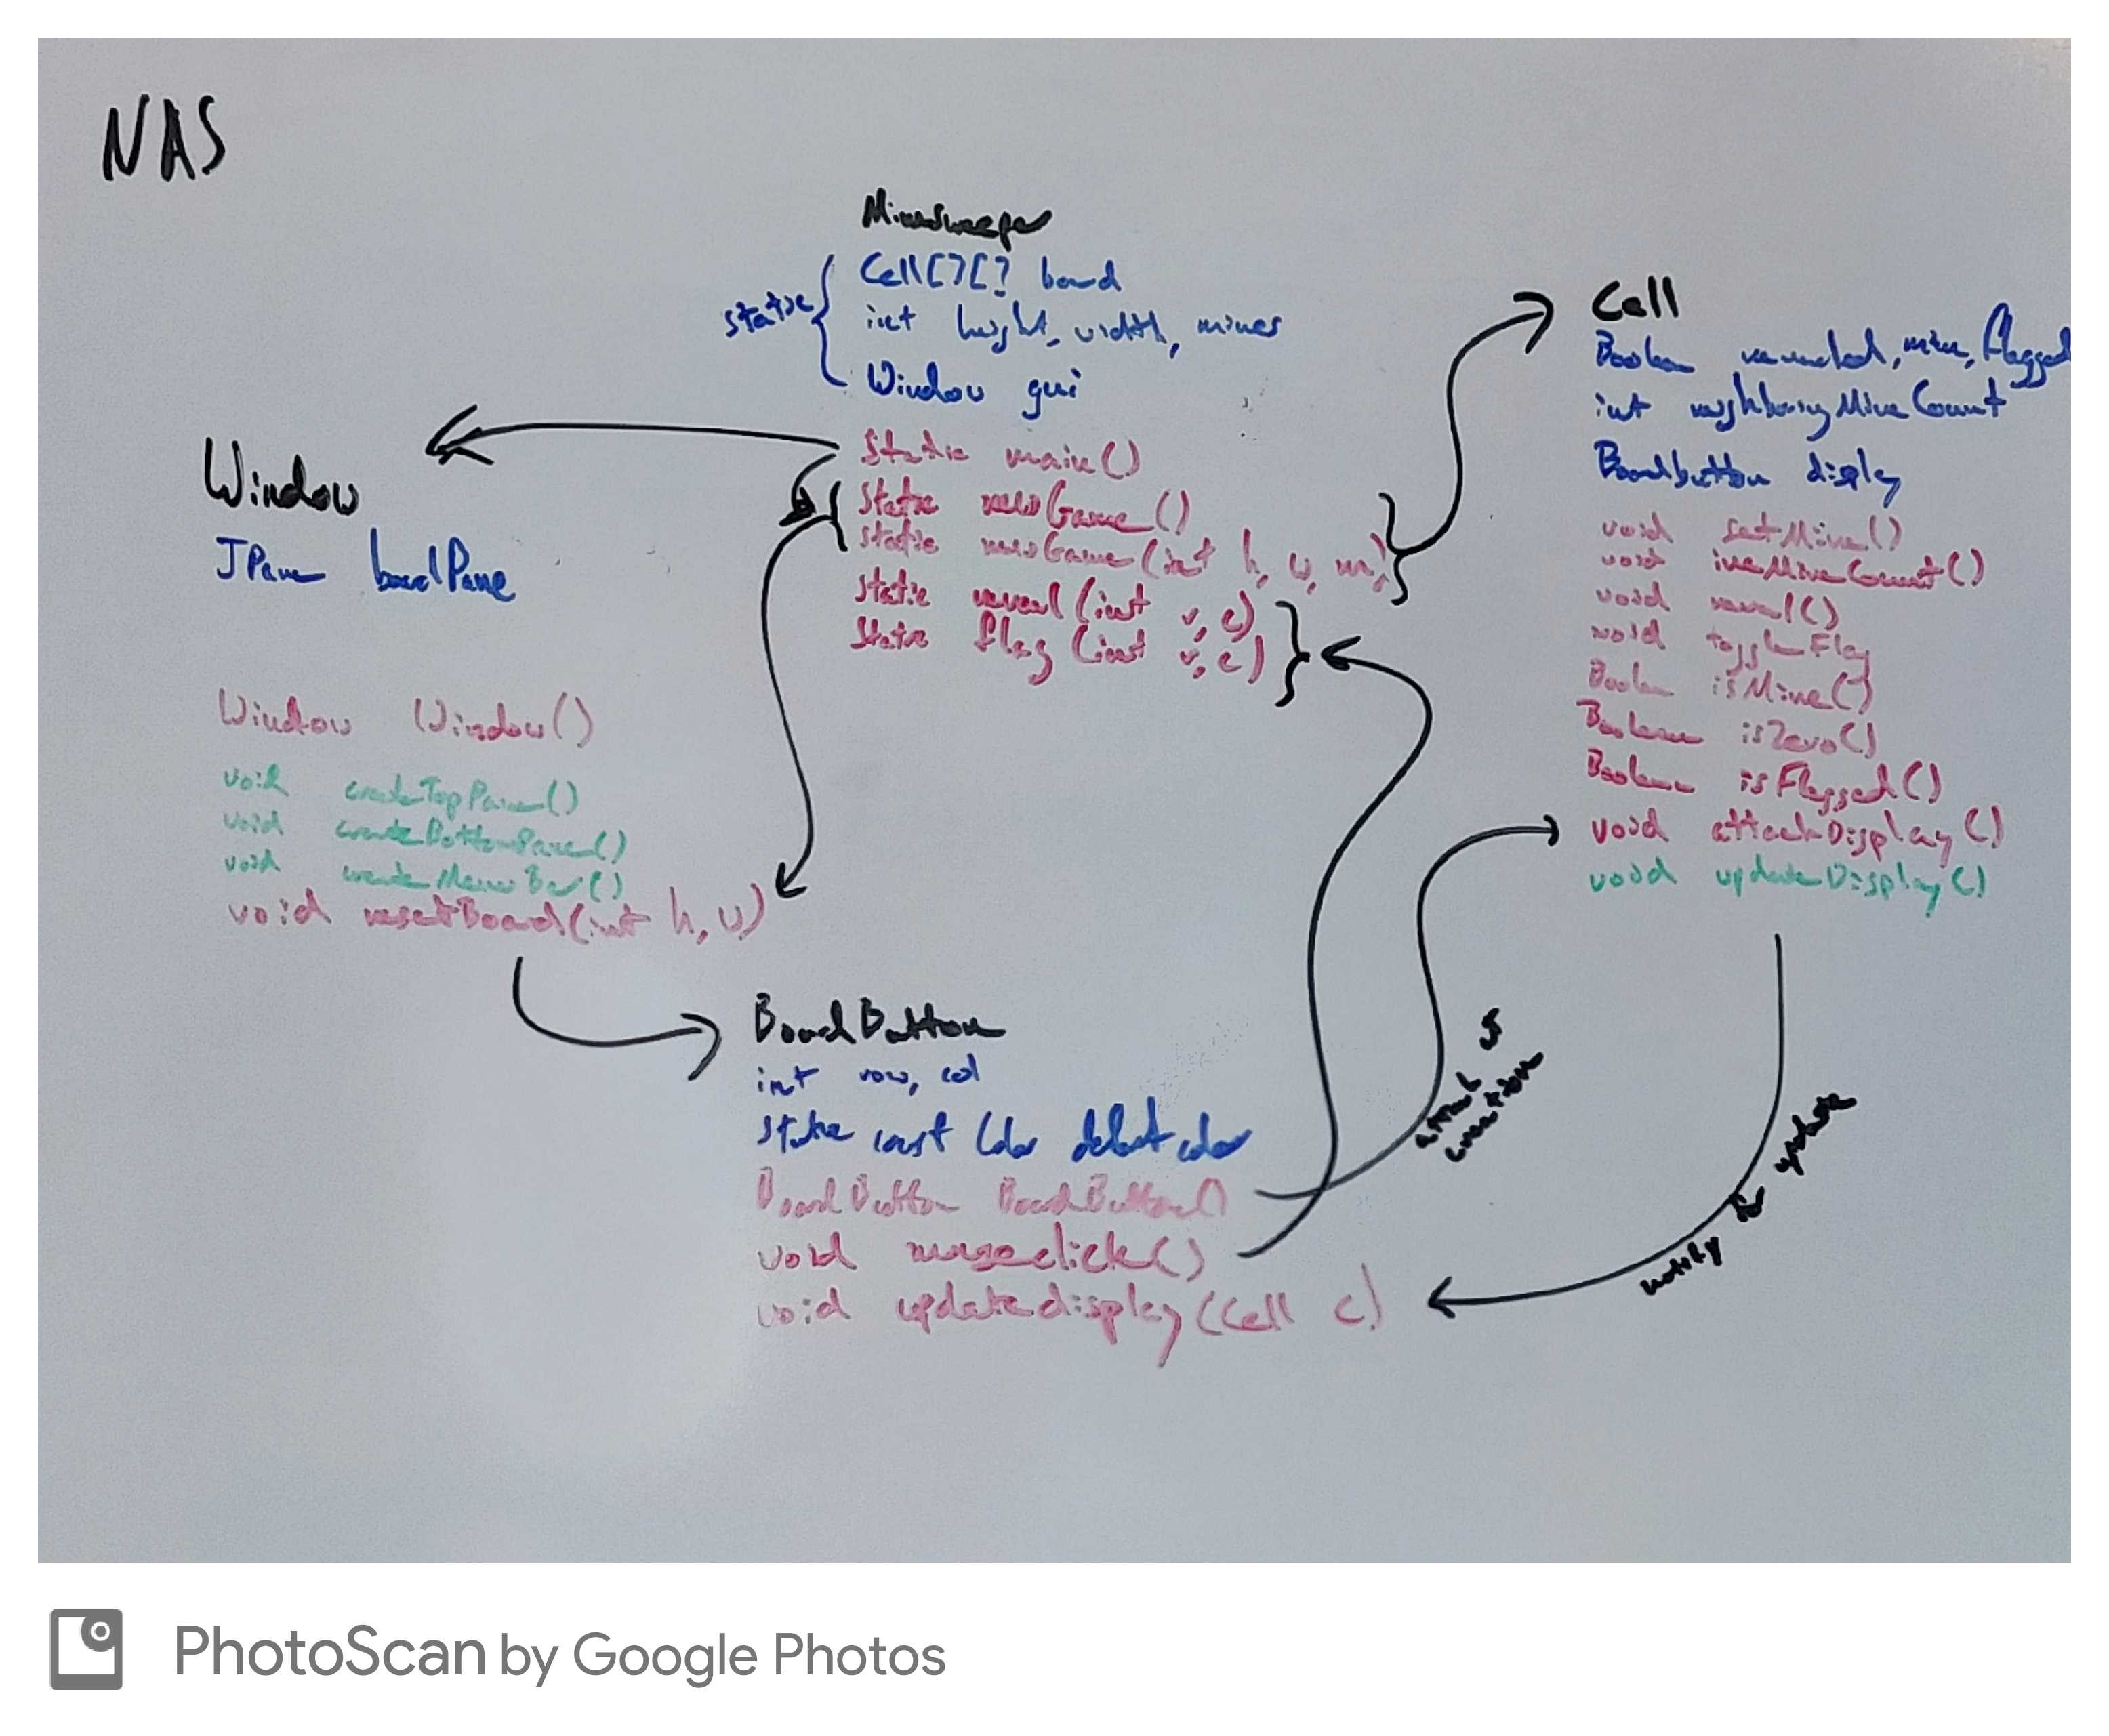 NAS
Minesweeper
static
Cell[][] board
int height, width, mines
Window gui
static main()
static newGame()
static newGame(int h, w, m)
static reveal(int r, c)
static flag(int r, c)
Window
JPane boardPane
Window Window()
void createTopPane()
void createBottomPane()
void createMenuBar()
void resetBoard(int h, w)
BoardButton
int row, col
static const Color default color
BoardButton BoardButton()
void mouseclick()
void updatedisplay(Cell c)
Cell
Boolean revealed, mine, flagged
int neighboringMineCount
Boardbutton display
void setMine()
void incMineCount()
void reveal()
void toggleFlag
Boolean isMine()
Boolean isZero()
Boolean isFlagged()
void attachDisplay()
void updateDisplay()
creation
notify
for
update
PhotoScan by Google Photos